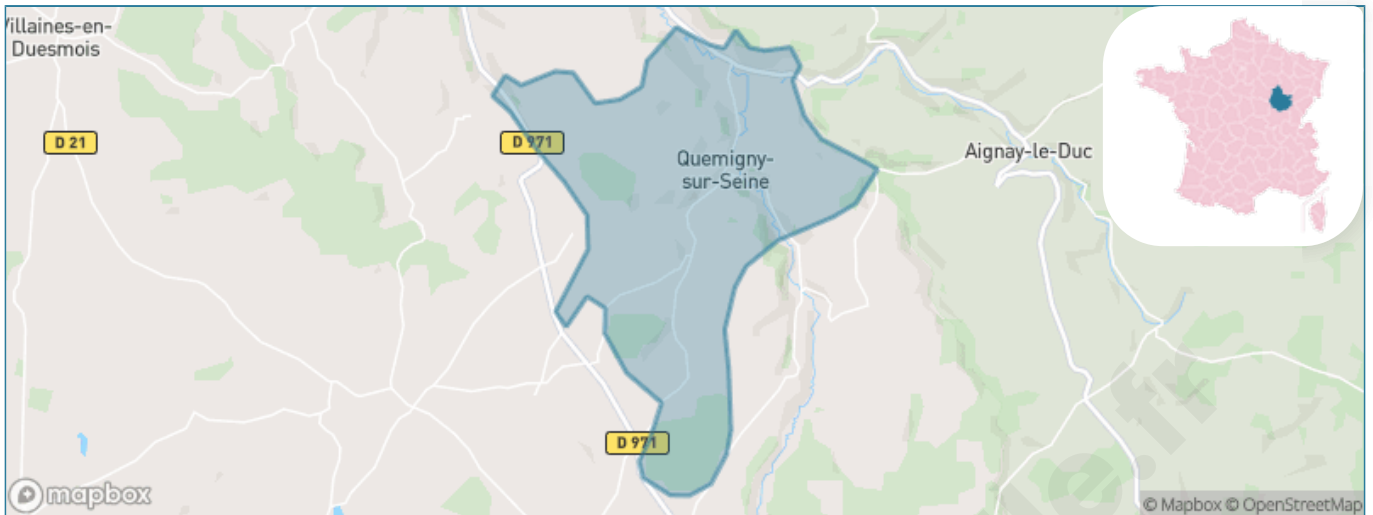 Villaines-en-
Duesmois
D 21
D 971
Quemigny-
sur-Seine
Aignay-le-Duc
D 971
mapbox
© Mapbox © OpenStreetMap